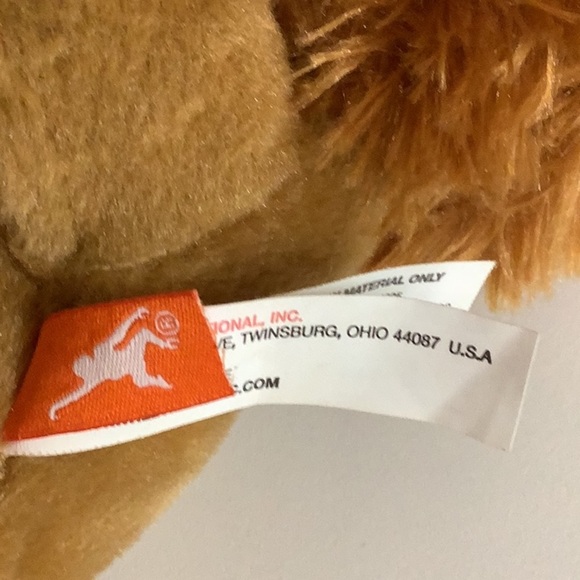 MATERIAL ONLY
IONAL, INC.
E, TWINSBURG, OHIO 44087 U.S.A
.COM
®